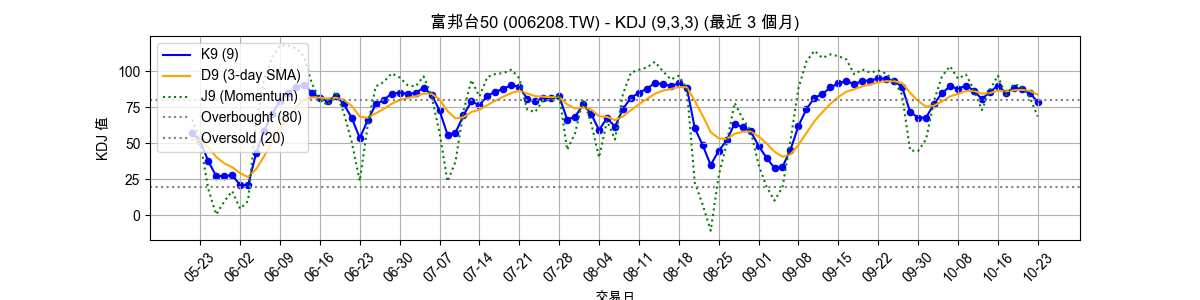 富邦台50 (006208.TW) - KDJ (9,3,3) (最近 3 個月)
KDJ 值
100
75
50
25
0
K9 (9)
D9 (3-day SMA)
J9 (Momentum)
Overbought (80)
Oversold (20)
05-23 06-02 06-09 06-16 06-23 06-30 07-07 07-14 07-21 07-28 08-04 08-11 08-18 08-25 09-01 09-08 09-15 09-22 09-30 10-08 10-16 10-23
交易日